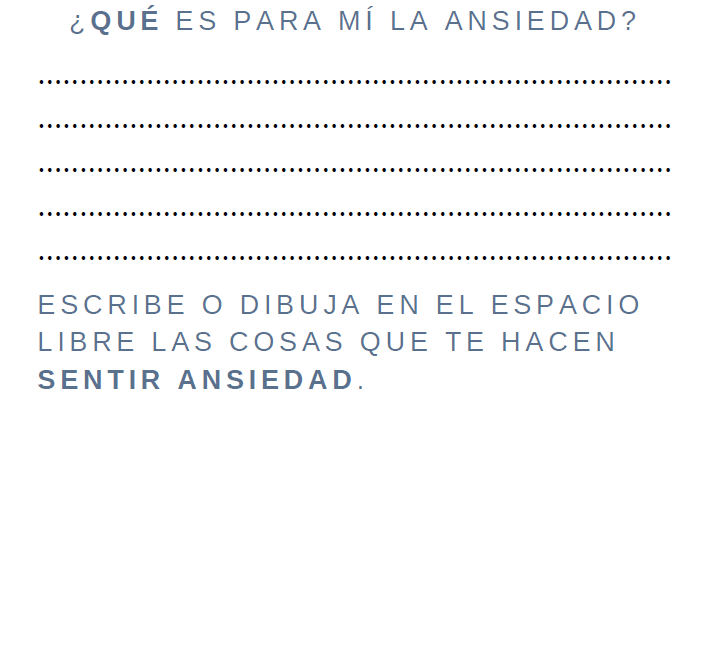 ¿QUÉ ES PARA MÍ LA ANSIEDAD?
ESCRIBE O DIBUJA EN EL ESPACIO
LIBRE LAS COSAS QUE TE HACEN
SENTIR ANSIEDAD.